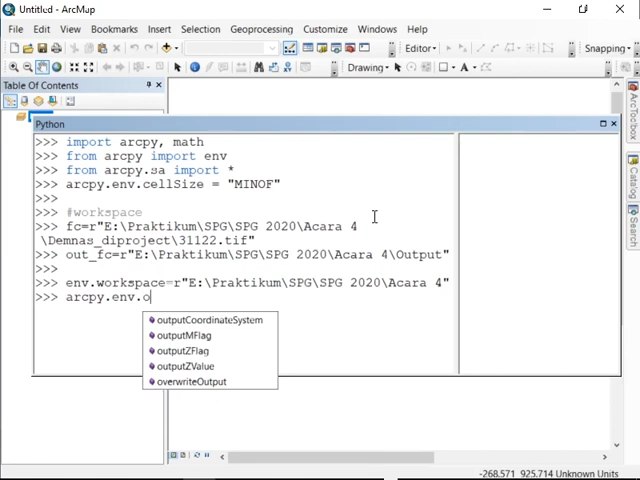 Untitled - ArcMap
File Edit View Bookmarks Insert Selection Geoprocessing Customize Windows Help
Editor
Snapping
Drawing
A
Table Of Contents
Python
>>> import arcpy, math
>>> from arcpy import env
>>> from arcpy.sa import *
>>> arcpy.env.cellSize = "MINOF"
>>>
>>> #workspace
>>> fc=r"E:\Praktikum\SPG\SPG 2020\Acara 4
\Demnas_diproject\31122.tif"
>>> out_fc=r"E:\Praktikum\SPG\SPG 2020\Acara 4\Output"
>>>
>>> env.workspace=r"E:\Praktikum\SPG\SPG 2020\Acara 4"
>>> arcpy.env.o
outputCoordinateSystem
outputMFlag
outputZFlag
outputZValue
overwriteOutput
ArcToolbox
Catalog
Search
-268.571 925.714 Unknown Units